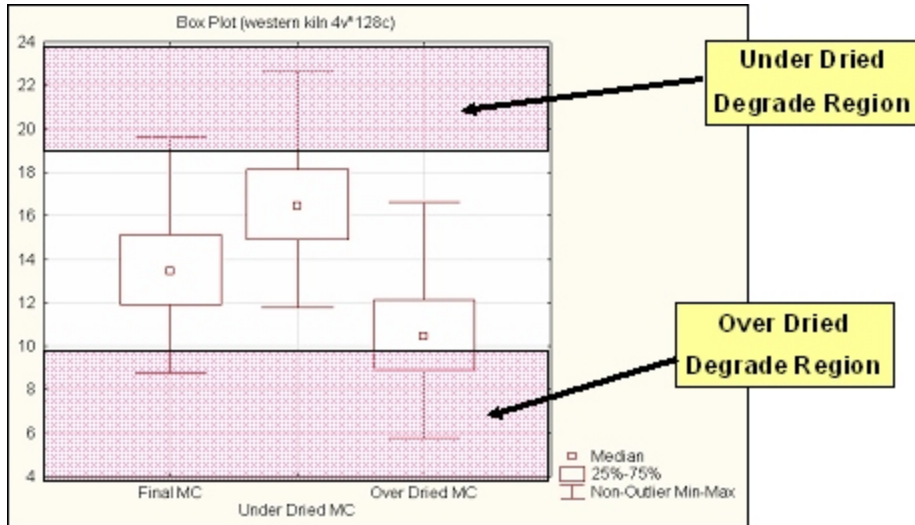 Box Plot (western kiln 4v*128c)
24
22
20
18
16
14
12
10
8
6
4
Final MC
Under Dried MC
Over Dried MC
Median
25%-75%
Non-Outlier Min-Max
Under Dried
Degrade Region
Over Dried
Degrade Region